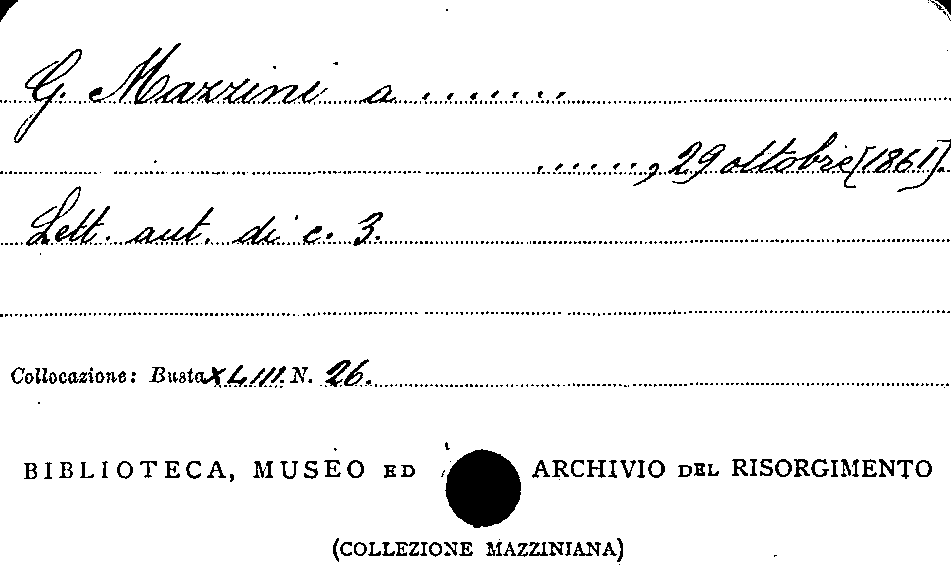 G. Mazzini a .......
......, 29 ottobre [1861].
Lett. aut. di c. 3.
Collocazione: Busta XLIII. N. 26.
BIBLIOTECA, MUSEO ED ARCHIVIO DEL RISORGIMENTO
(COLLEZIONE MAZZINIANA)